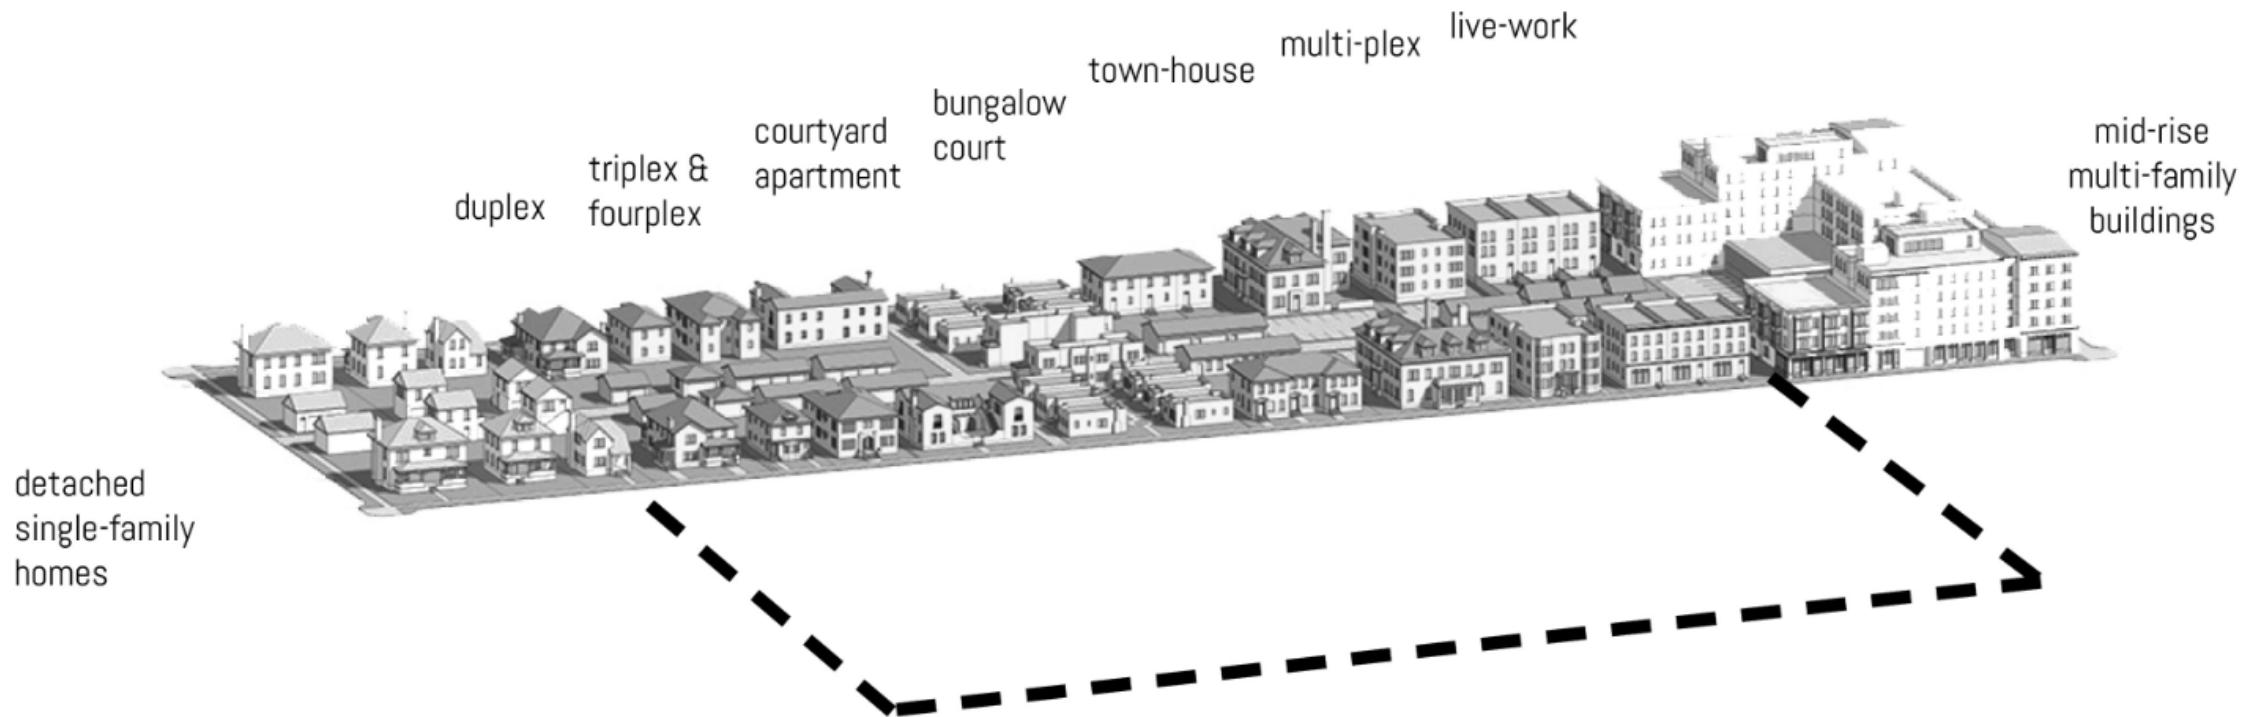 live-work
multi-plex
town-house
bungalow
court
courtyard
apartment
triplex &
fourplex
duplex
mid-rise
multi-family
buildings
detached
single-family
homes